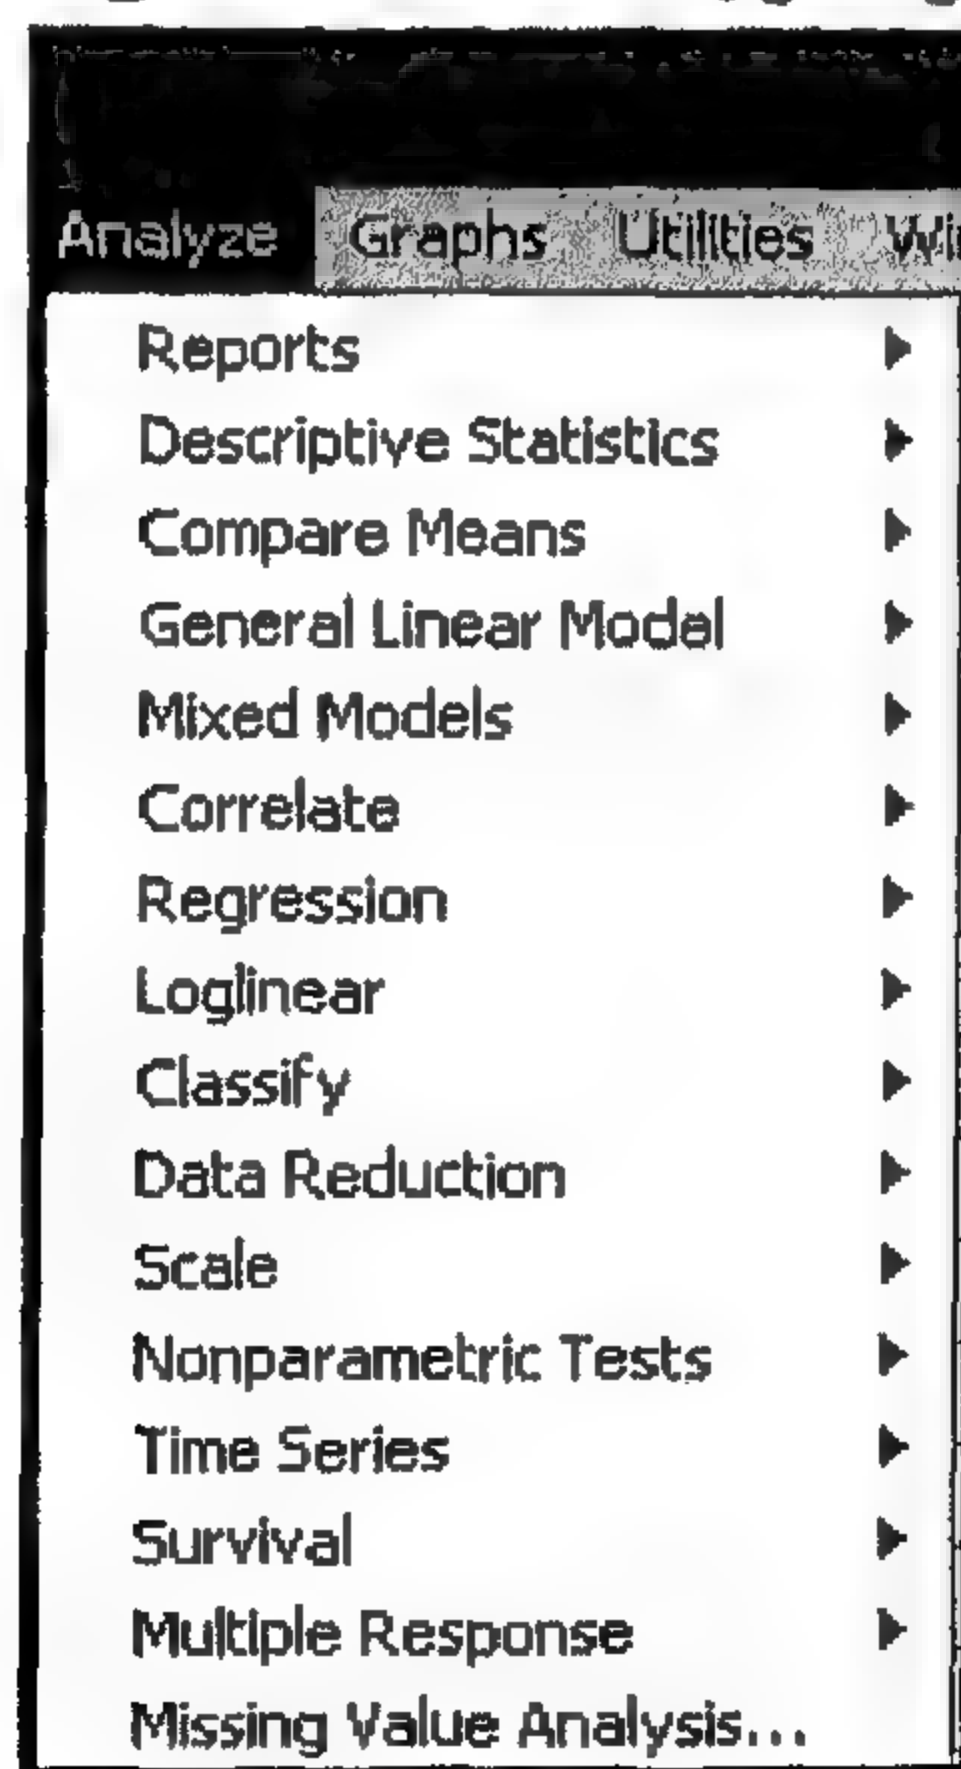 Analyze Graphs Utilities Wi
Reports
Descriptive Statistics
Compare Means
General Linear Model
Mixed Models
Correlate
Regression
Loglinear
Classify
Data Reduction
Scale
Nonparametric Tests
Time Series
Survival
Multiple Response
Missing Value Analysis...